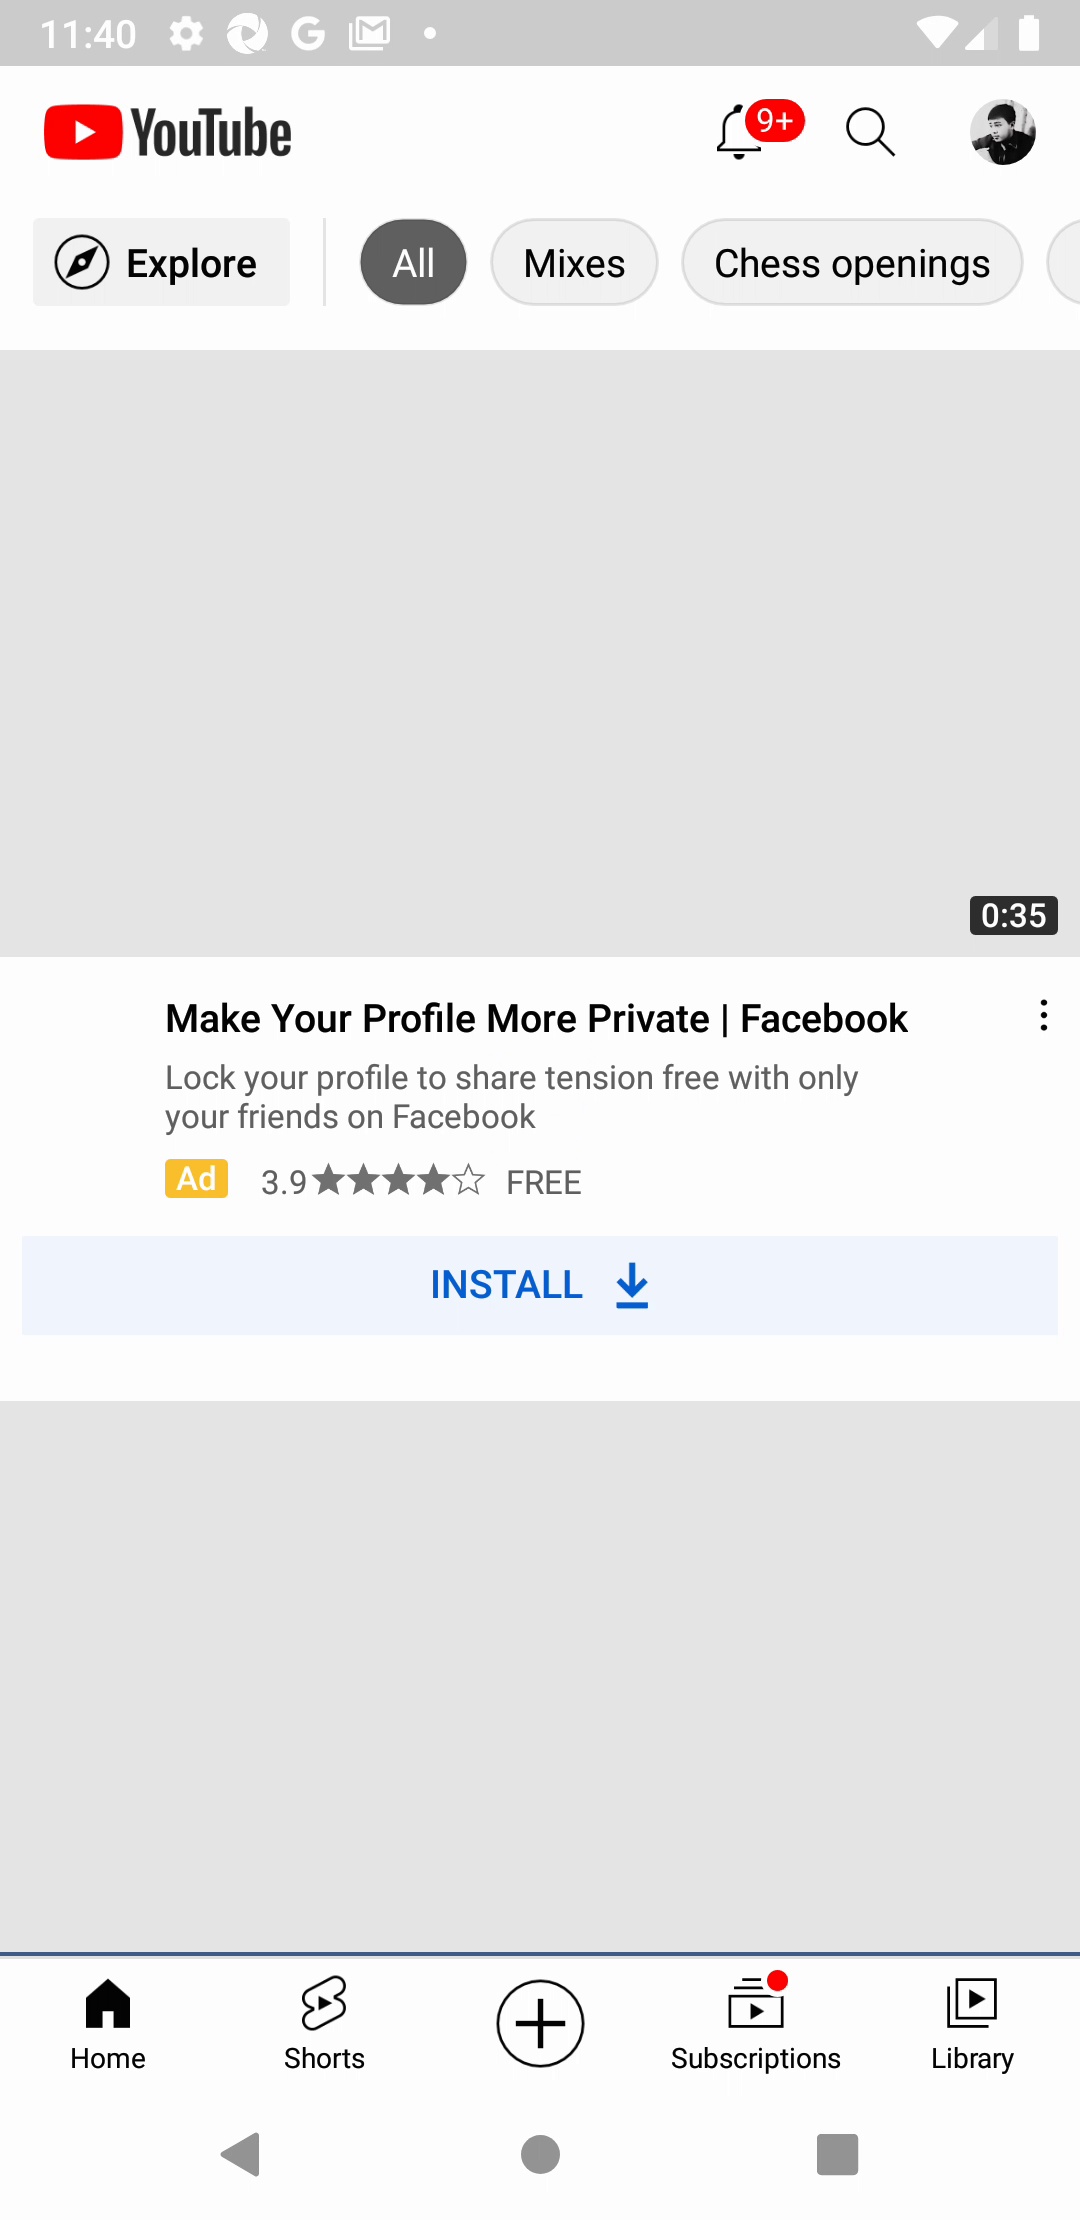 11:40
YouTube
9+
Explore
All
Mixes
Chess openings
0:35
Make Your Profile More Private | Facebook
Lock your profile to share tension free with only
your friends on Facebook
Ad 3.9 FREE
INSTALL
Home
Shorts
Subscriptions
Library